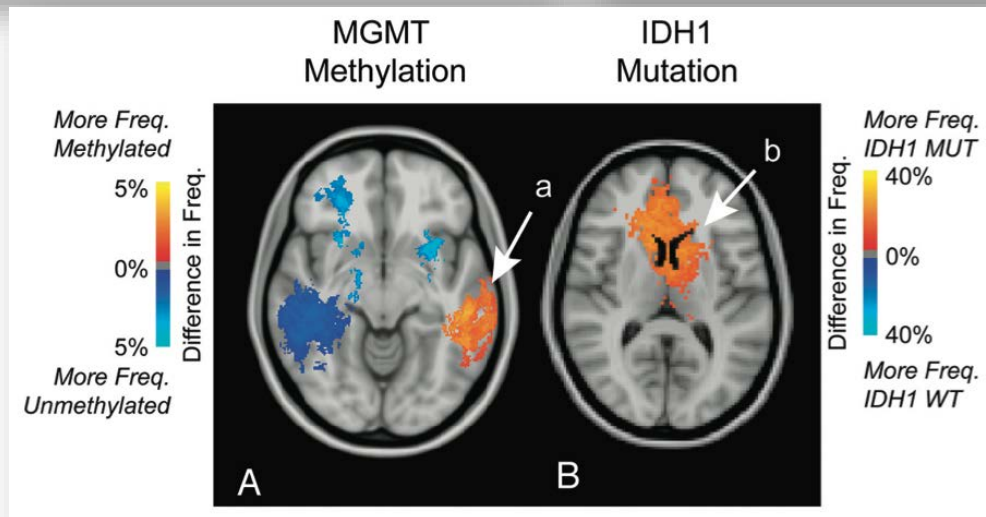 MGMT
Methylation
IDH1
Mutation
More Freq.
Methylated
5%
0%
5%
Difference in Freq.
More Freq.
Unmethylated
a
A
b
B
More Freq.
IDH1 MUT
40%
0%
40%
Difference in Freq.
More Freq.
IDH1 WT